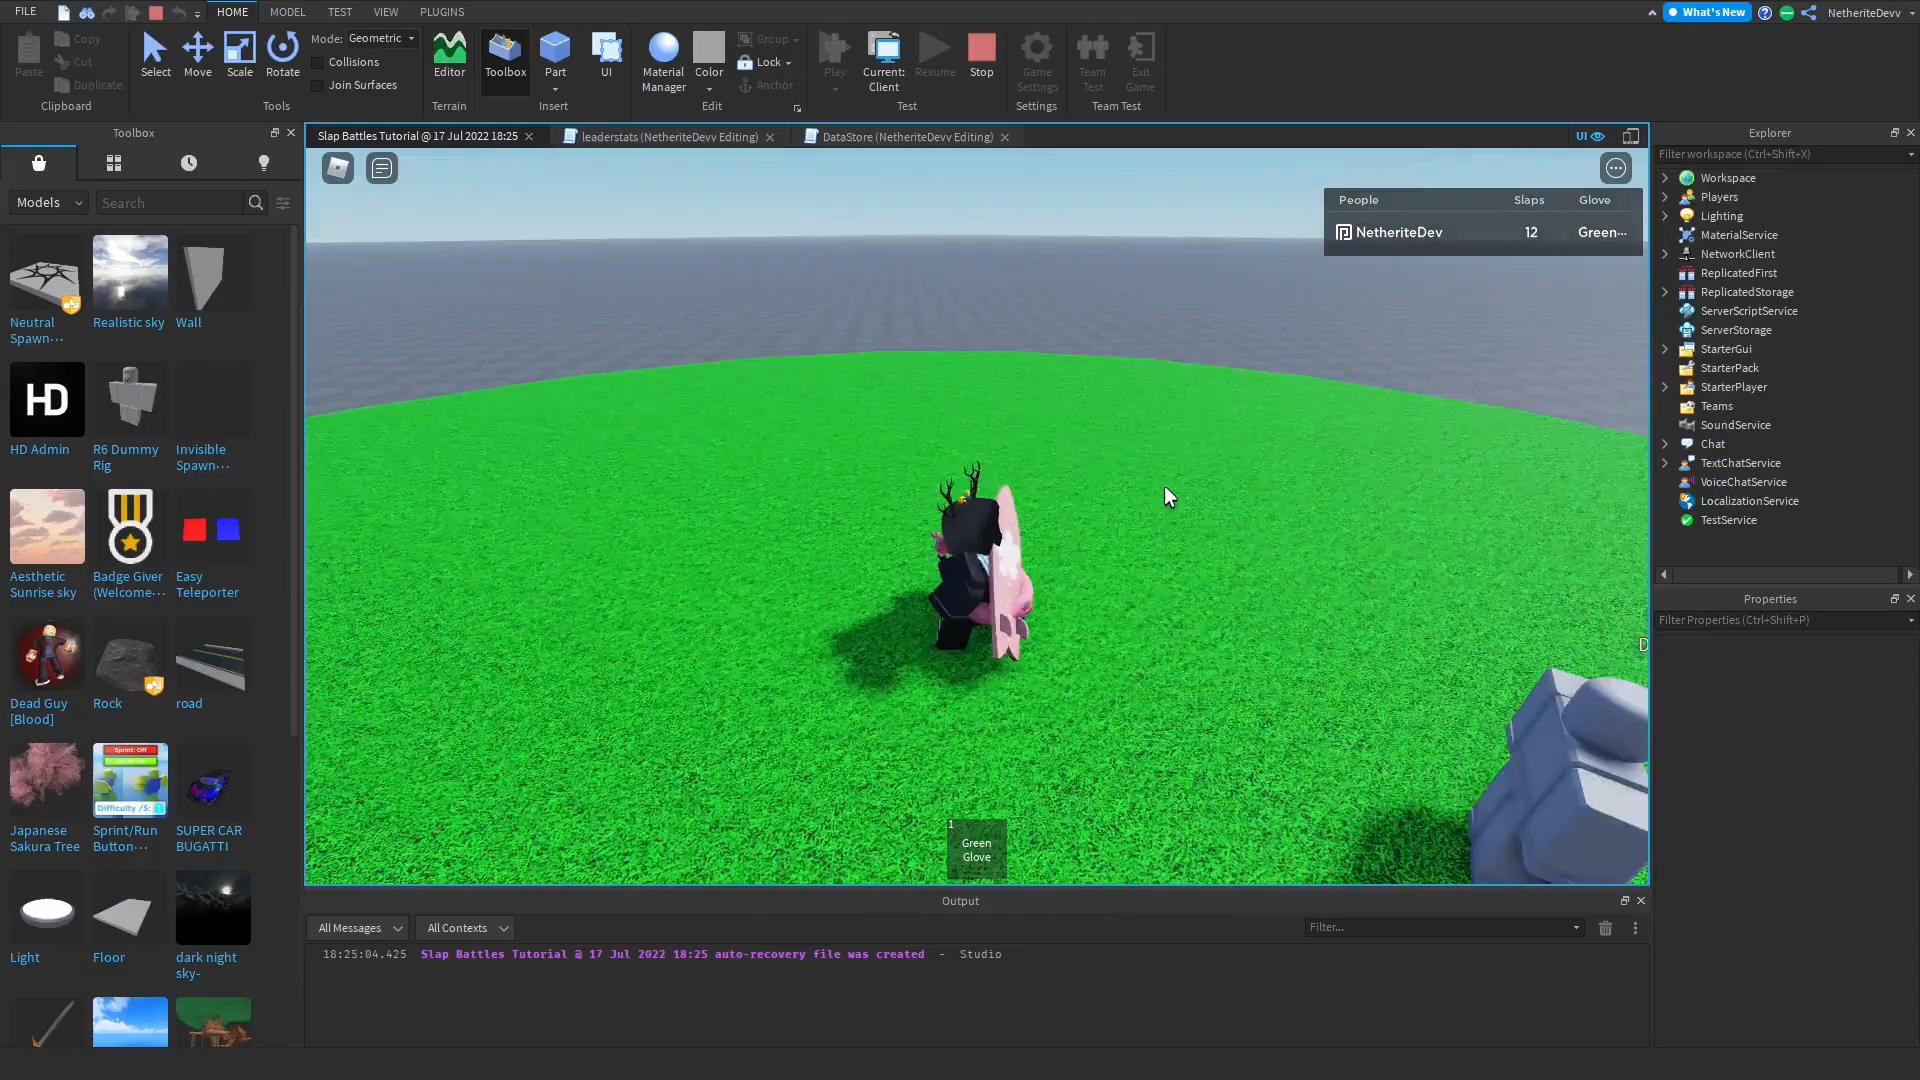 FILE
HOME
MODEL
TEST
VIEW
PLUGINS
What's New
NetheriteDevv
Paste
Copy
Cut
Duplicate
Clipboard
Select
Move
Scale
Rotate
Mode: Geometric
Collisions
Join Surfaces
Tools
Editor
Terrain
Toolbox
Part
UI
Insert
Material
Manager
Color
Group
Lock
Anchor
Edit
Play
Current:
Client
Resume
Stop
Test
Game
Settings
Settings
Team
Test
Exit
Game
Team Test
Toolbox
Models
Search
Neutral
Spawn···
Realistic sky
Wall
HD
HD Admin
R6 Dummy
Rig
Invisible
Spawn···
Aesthetic
Sunrise sky
Badge Giver
(Welcome···
Easy
Teleporter
Dead Guy
[Blood]
Rock
road
Sprint: Off
Difficulty /5: 1
Japanese
Sakura Tree
Sprint/Run
Button···
SUPER CAR
BUGATTI
Light
Floor
dark night
sky-
Slap Battles Tutorial @ 17 Jul 2022 18:25
leaderstats (NetheriteDevv Editing)
DataStore (NetheriteDevv Editing)
UI
People Slaps Glove
NetheriteDev 12 Green···
D
1
Green
Glove
Output
All Messages
All Contexts
Filter...
18:25:04.425 Slap Battles Tutorial @ 17 Jul 2022 18:25 auto-recovery file was created - Studio
Explorer
Filter workspace (Ctrl+Shift+X)
Workspace
Players
Lighting
MaterialService
NetworkClient
ReplicatedFirst
ReplicatedStorage
ServerScriptService
ServerStorage
StarterGui
StarterPack
StarterPlayer
Teams
SoundService
Chat
TextChatService
VoiceChatService
LocalizationService
TestService
Properties
Filter Properties (Ctrl+Shift+P)